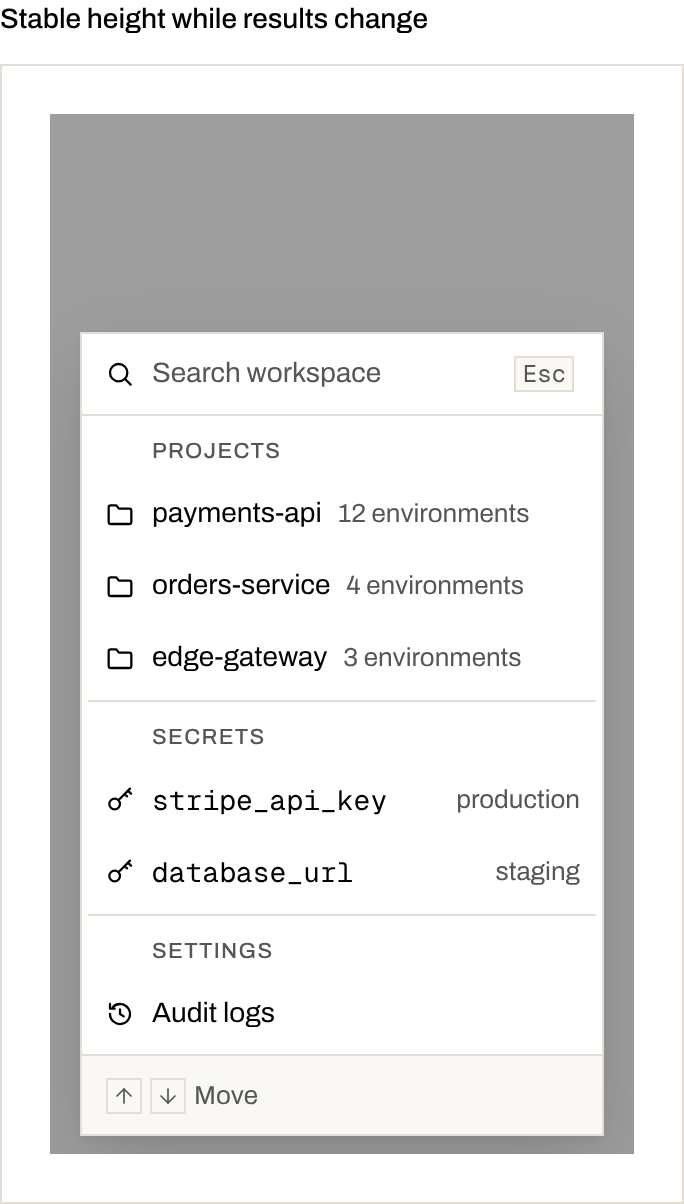 Stable height while results change
Search workspace Esc
PROJECTS
payments-api 12 environments
orders-service 4 environments
edge-gateway 3 environments
SECRETS
stripe_api_key production
database_url staging
SETTINGS
Audit logs
↑ ↓ Move